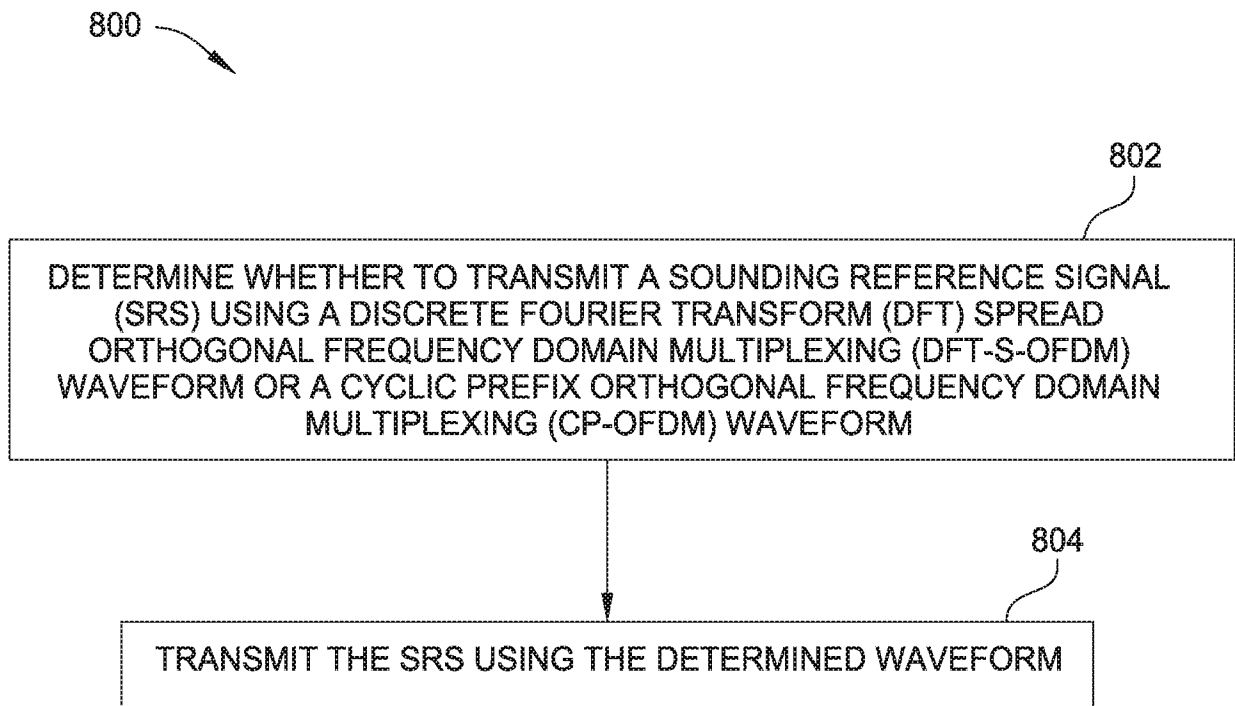 800
802
DETERMINE WHETHER TO TRANSMIT A SOUNDING REFERENCE SIGNAL
(SRS) USING A DISCRETE FOURIER TRANSFORM (DFT) SPREAD
ORTHOGONAL FREQUENCY DOMAIN MULTIPLEXING (DFT-S-OFDM)
WAVEFORM OR A CYCLIC PREFIX ORTHOGONAL FREQUENCY DOMAIN
MULTIPLEXING (CP-OFDM) WAVEFORM
804
TRANSMIT THE SRS USING THE DETERMINED WAVEFORM